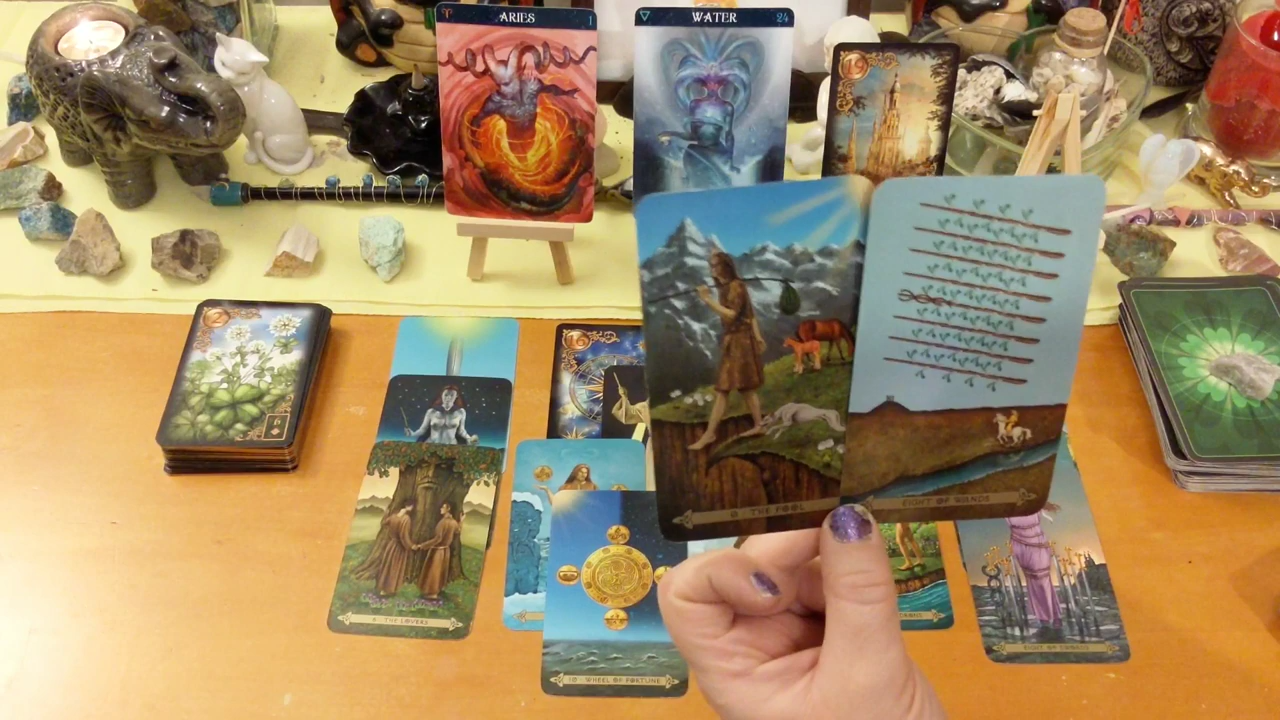 ARIES 1
WATER 24
19
6
16
0 · THE FOOL
EIGHT OF WANDS
6 · THE LOVERS
10 · WHEEL OF FORTUNE
EIGHT OF SWORDS